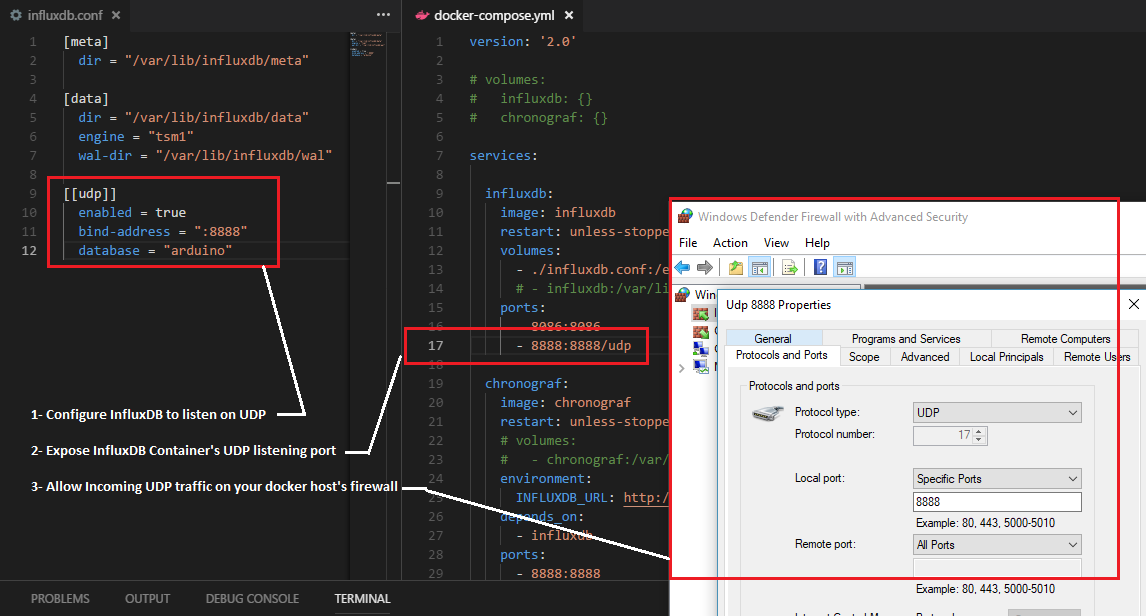 influxdb.conf
docker-compose.yml
1 [meta]
2 dir = "/var/lib/influxdb/meta"
3
4 [data]
5 dir = "/var/lib/influxdb/data"
6 engine = "tsm1"
7 wal-dir = "/var/lib/influxdb/wal"
8
9 [[udp]]
10 enabled = true
11 bind-address = ":8888"
12 database = "arduino"
1- Configure InfluxDB to listen on UDP
2- Expose InfluxDB Container's UDP listening port
3- Allow Incoming UDP traffic on your docker host's firewall
1 version: '2.0'
2
3 # volumes:
4 # influxdb: {}
5 # chronograf: {}
6
7 services:
8
9 influxdb:
10 image: influxdb
11 restart: unless-stoppe
12 volumes:
13 - ./influxdb.conf:/e
14 # - influxdb:/var/li
15 ports:
16 - 8086:8086
17 - 8888:8888/udp
18
19 chronograf:
20 image: chronograf
21 restart: unless-stoppe
22 # volumes:
23 # - chronograf:/var/
24 environment:
25 INFLUXDB_URL: http:/
26 depends_on:
27 - influxdb
28 ports:
29 - 8888:8888
Windows Defender Firewall with Advanced Security
File Action View Help
Win
Udp 8888 Properties
General Programs and Services Remote Computers
Protocols and Ports Scope Advanced Local Principals Remote Users
Protocols and ports
Protocol type: UDP
Protocol number: 17
Local port: Specific Ports
8888
Example: 80, 443, 5000-5010
Remote port: All Ports
Example: 80, 443, 5000-5010
PROBLEMS OUTPUT DEBUG CONSOLE TERMINAL